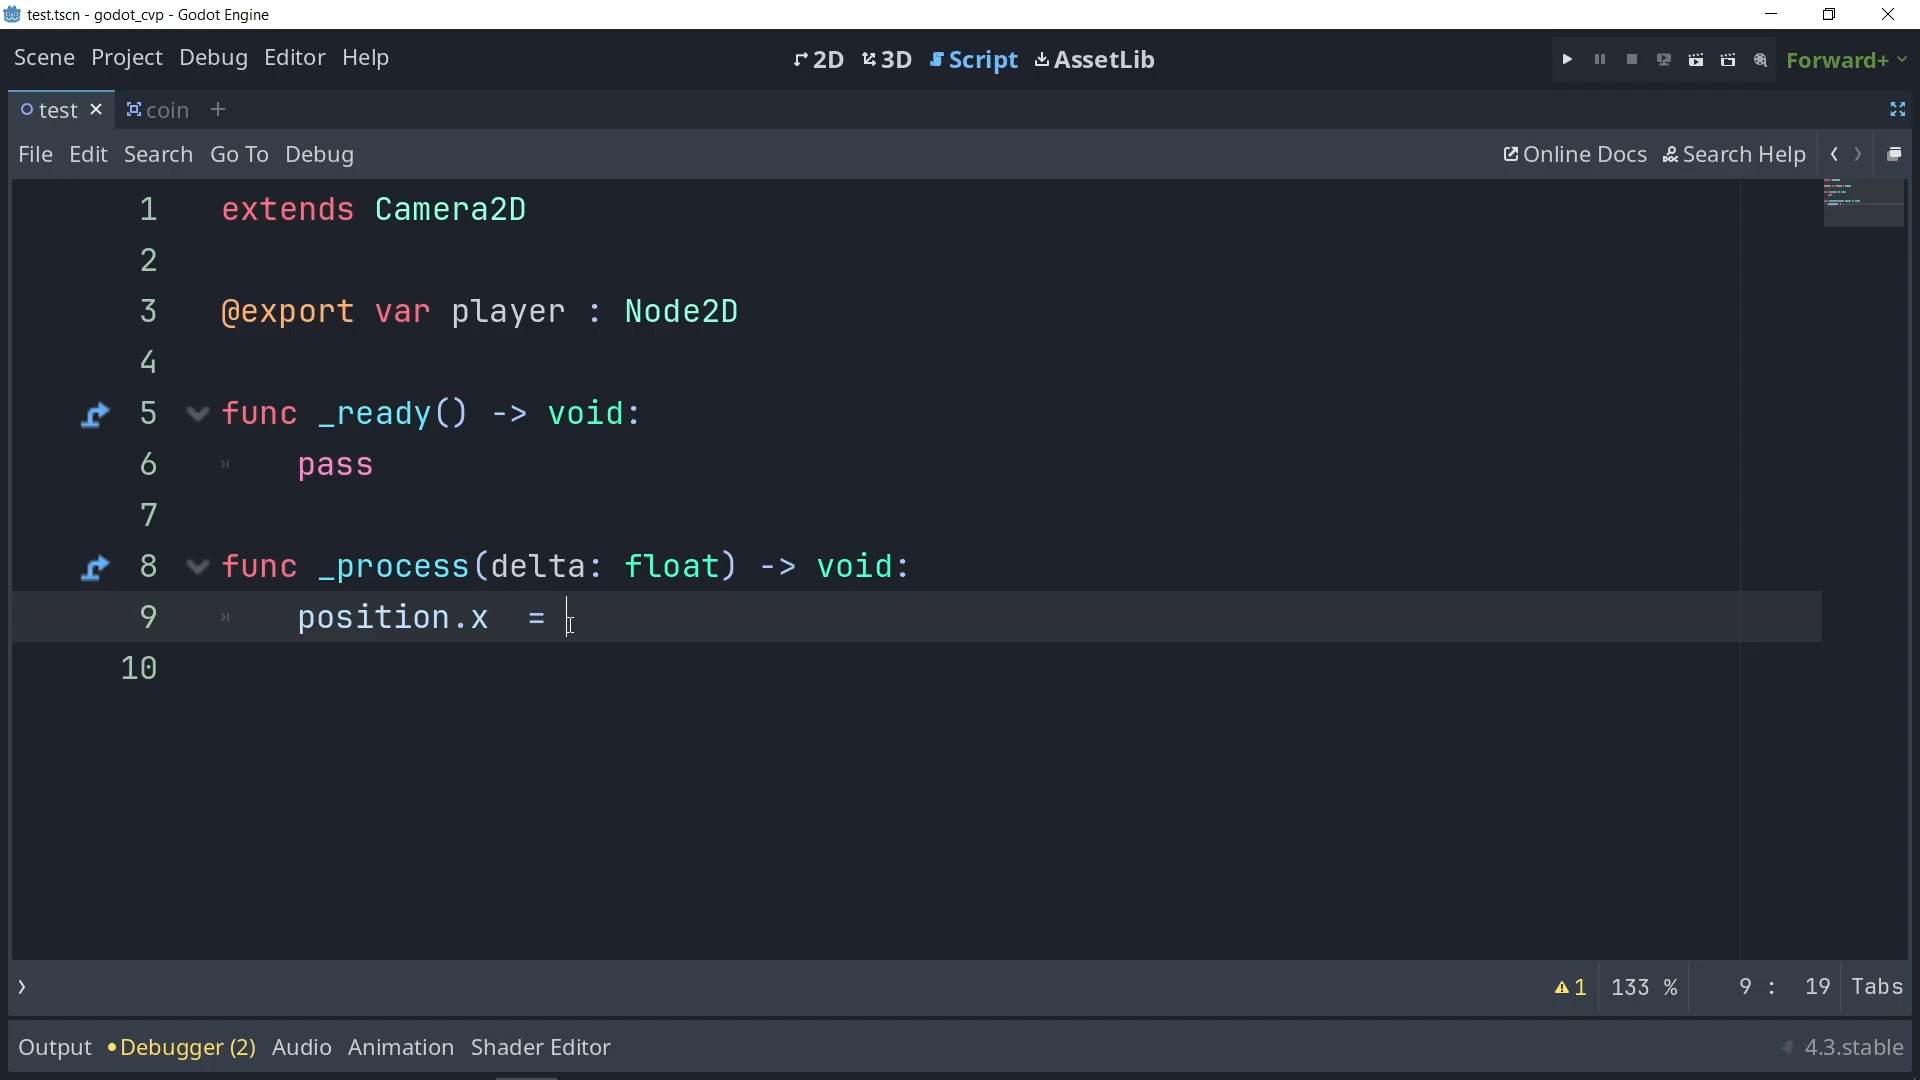 test.tscn - godot_cvp - Godot Engine
Scene Project Debug Editor Help 2D 3D Script AssetLib Forward+
test coin
File Edit Search Go To Debug Online Docs Search Help
1 extends Camera2D
2
3 @export var player : Node2D
4
5 func _ready() -> void:
6 pass
7
8 func _process(delta: float) -> void:
9 position.x  =
10
1 133 % 9 : 19 Tabs
Output Debugger (2) Audio Animation Shader Editor 4.3.stable